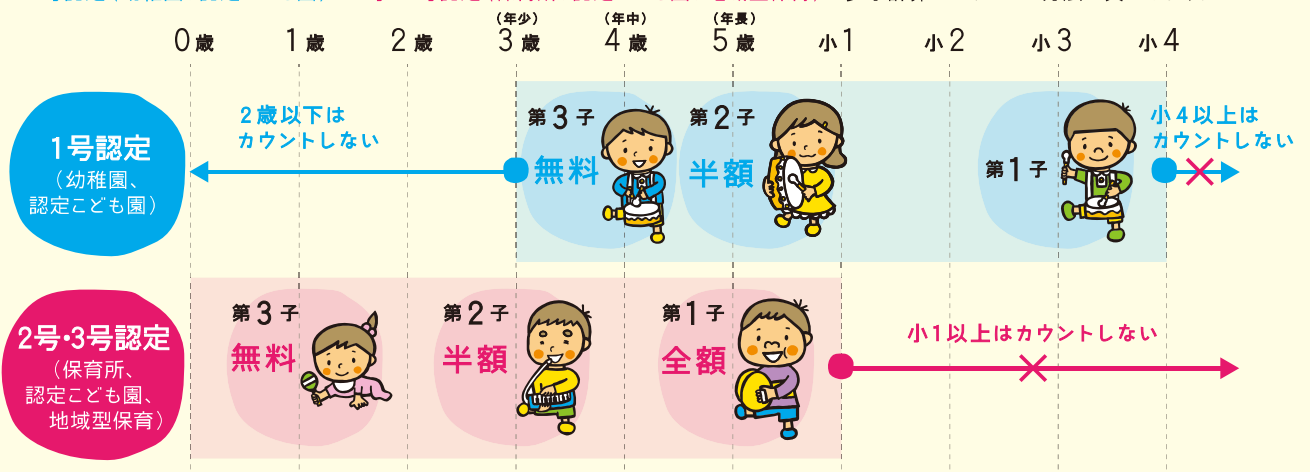 (年少) (年中) (年長)
0歳 1歳 2歳 3歳 4歳 5歳 小1 小2 小3 小4
1号認定
(幼稚園、
認定こども園)
2歳以下は
カウントしない
第3子
無料
第2子
半額
第1子
小4以上は
カウントしない
2号・3号認定
(保育所、
認定こども園、
地域型保育)
第3子
無料
第2子
半額
第1子
全額
小1以上はカウントしない